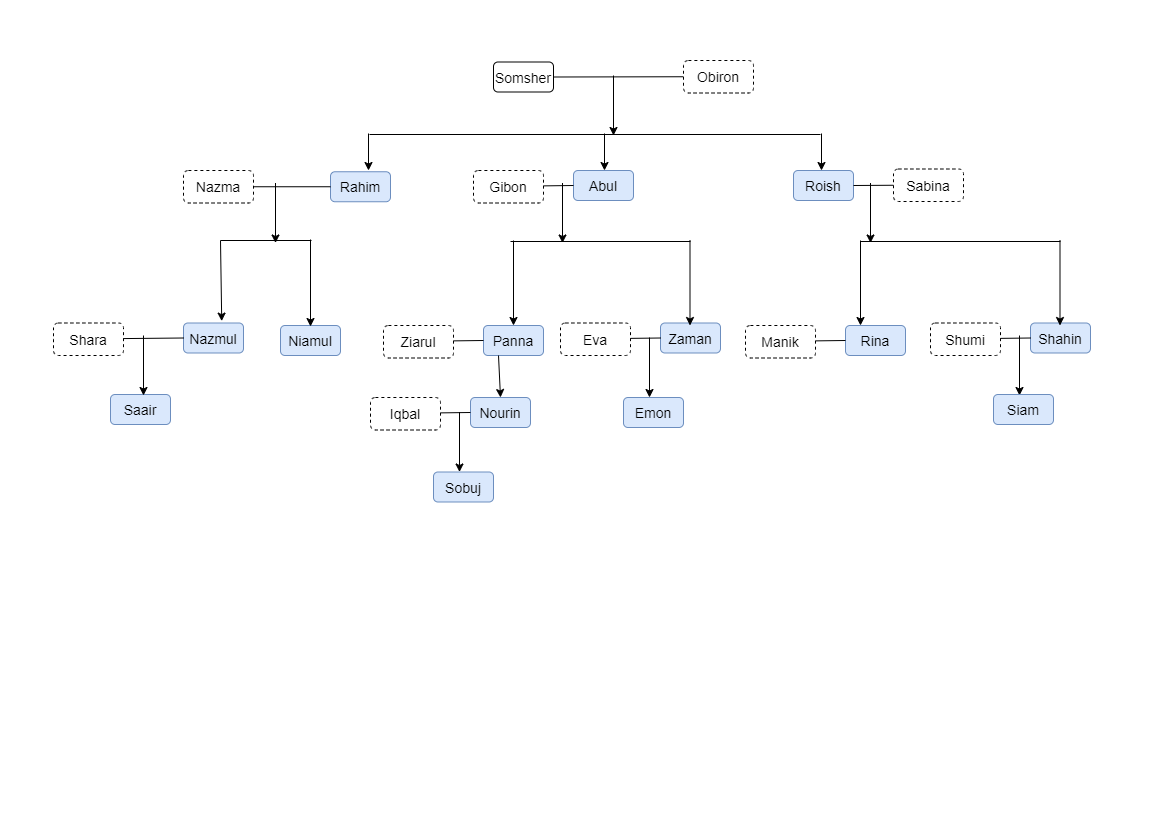 Somsher
Obiron
Nazma
Rahim
Gibon
Abul
Roish
Sabina
Shara
Nazmul
Niamul
Ziarul
Panna
Eva
Zaman
Manik
Rina
Shumi
Shahin
Saair
Iqbal
Nourin
Emon
Siam
Sobuj